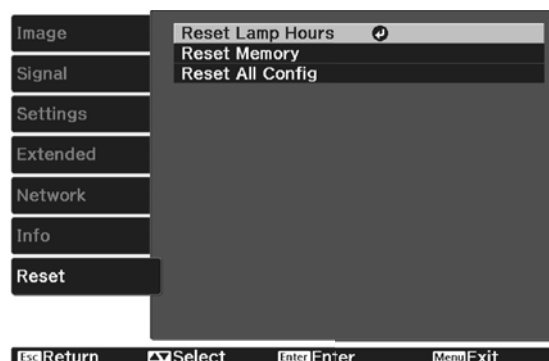 Image
Signal
Settings
Extended
Network
Info
Reset
Reset Lamp Hours
Reset Memory
Reset All Config
Esc Return Select Enter Enter Menu Exit